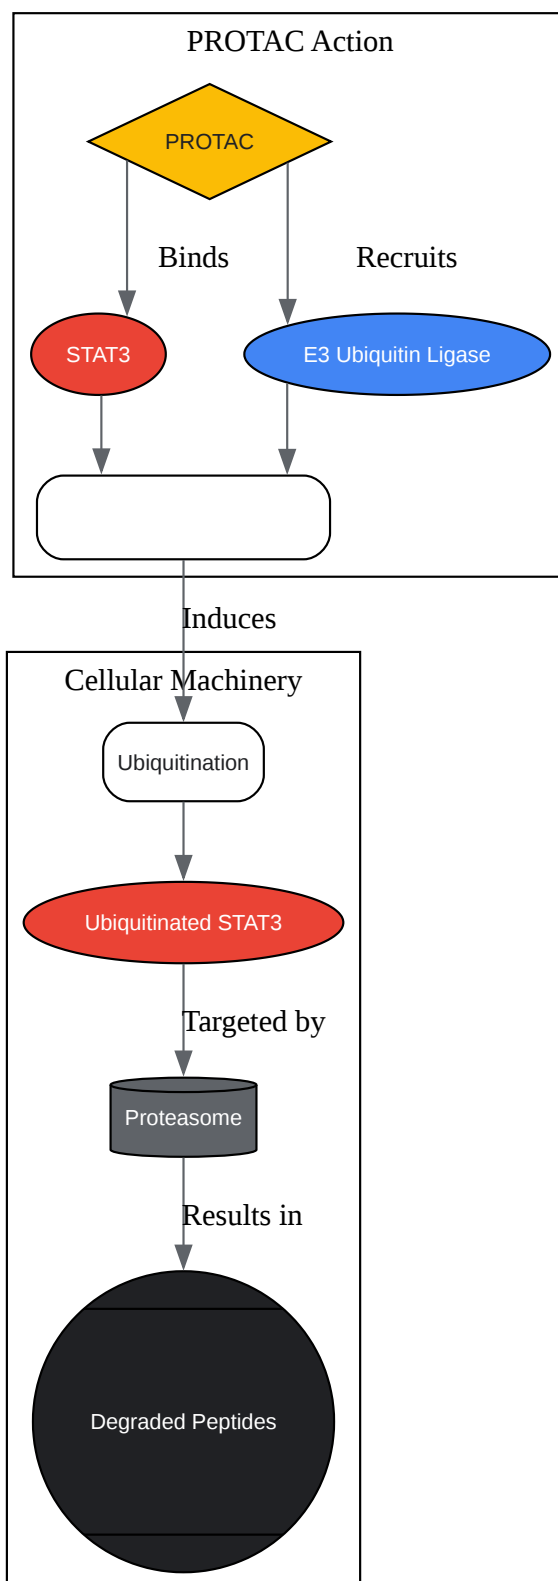 PROTAC Action
PROTAC
Binds
Recruits
STAT3
E3 Ubiquitin Ligase
Induces
Cellular Machinery
Ubiquitination
Ubiquitinated STAT3
Targeted by
Proteasome
Results in
Degraded Peptides